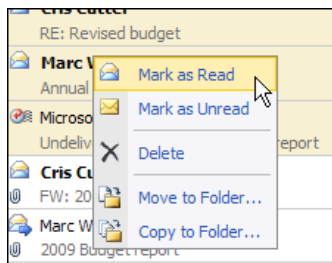 Cris Cutter
RE: Revised budget
Marc
Mark as Read
Annual
Mark as Unread
Microso
Undeliv
report
Delete
Cris Cu
FW: 20
Move to Folder...
Marc W
Copy to Folder...
2009 Budget report